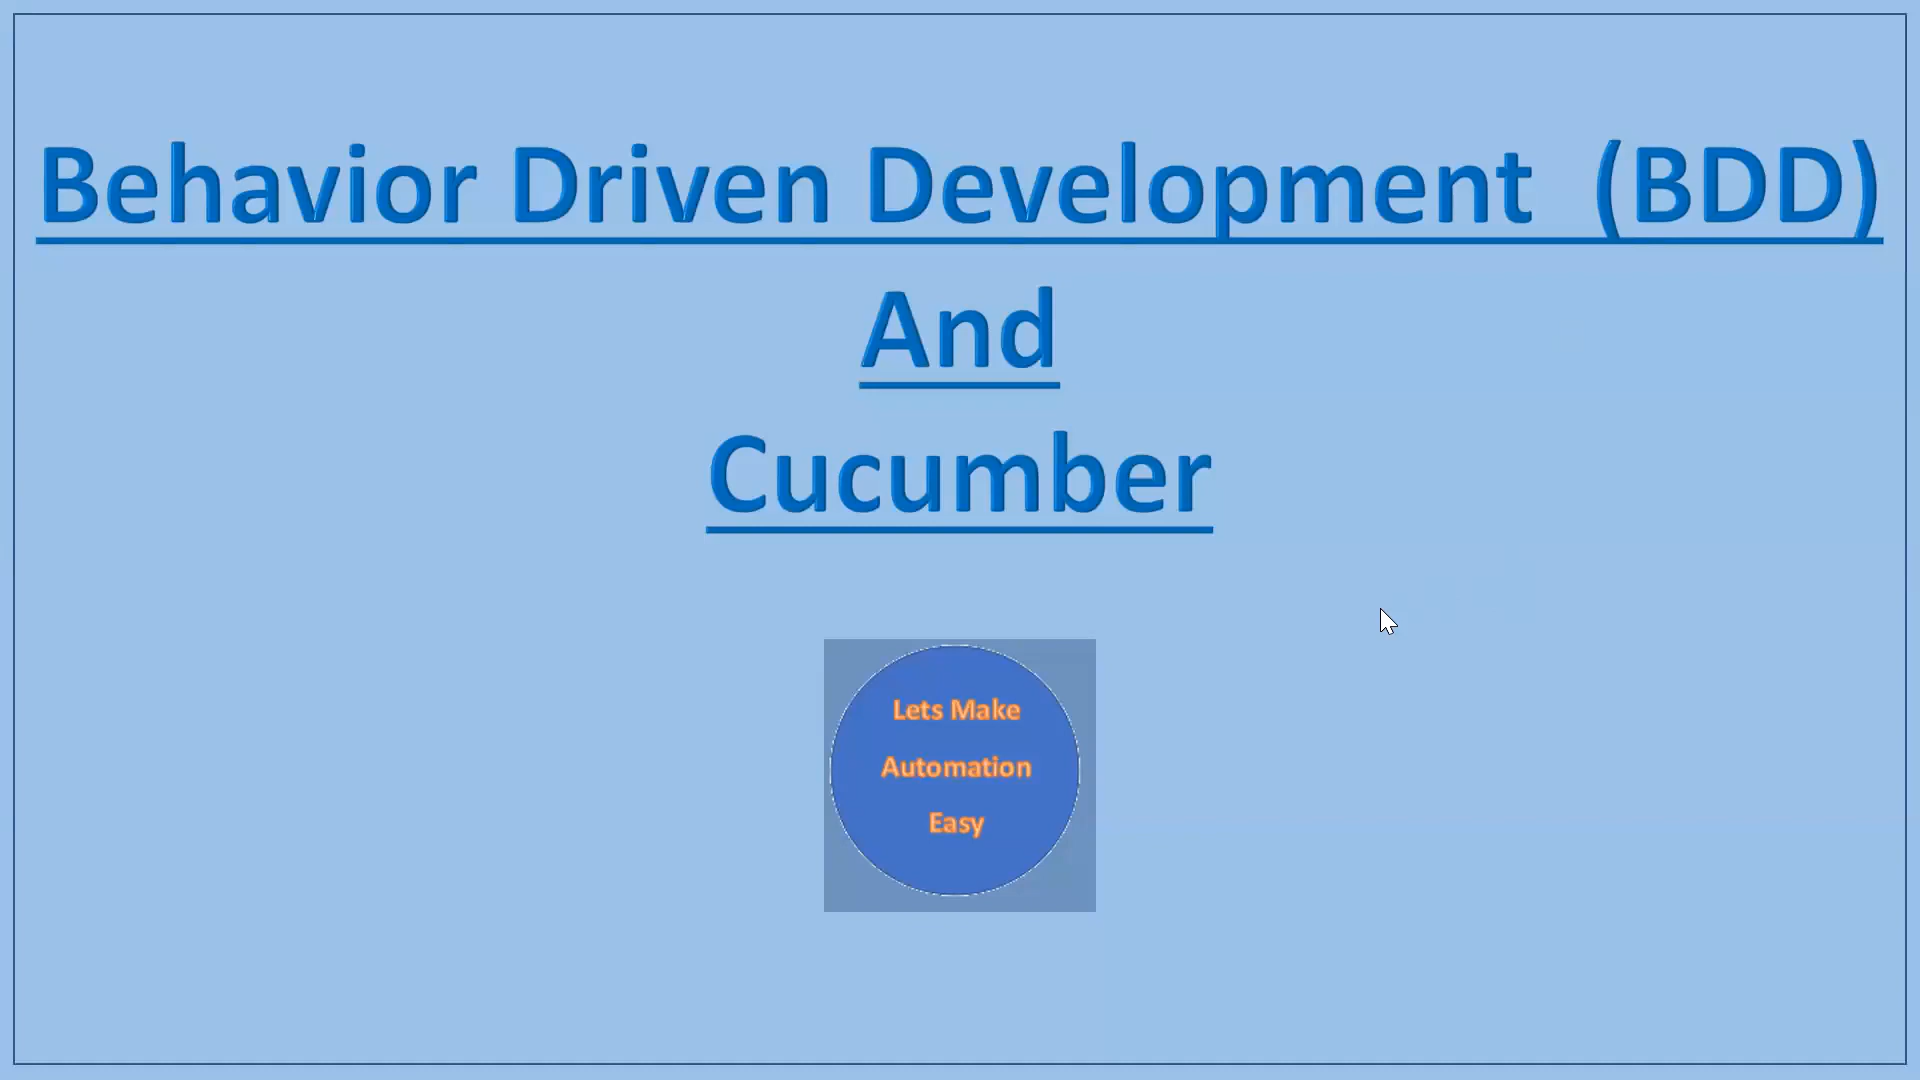 Behavior Driven Development (BDD)
And
Cucumber
Lets Make
Automation
Easy